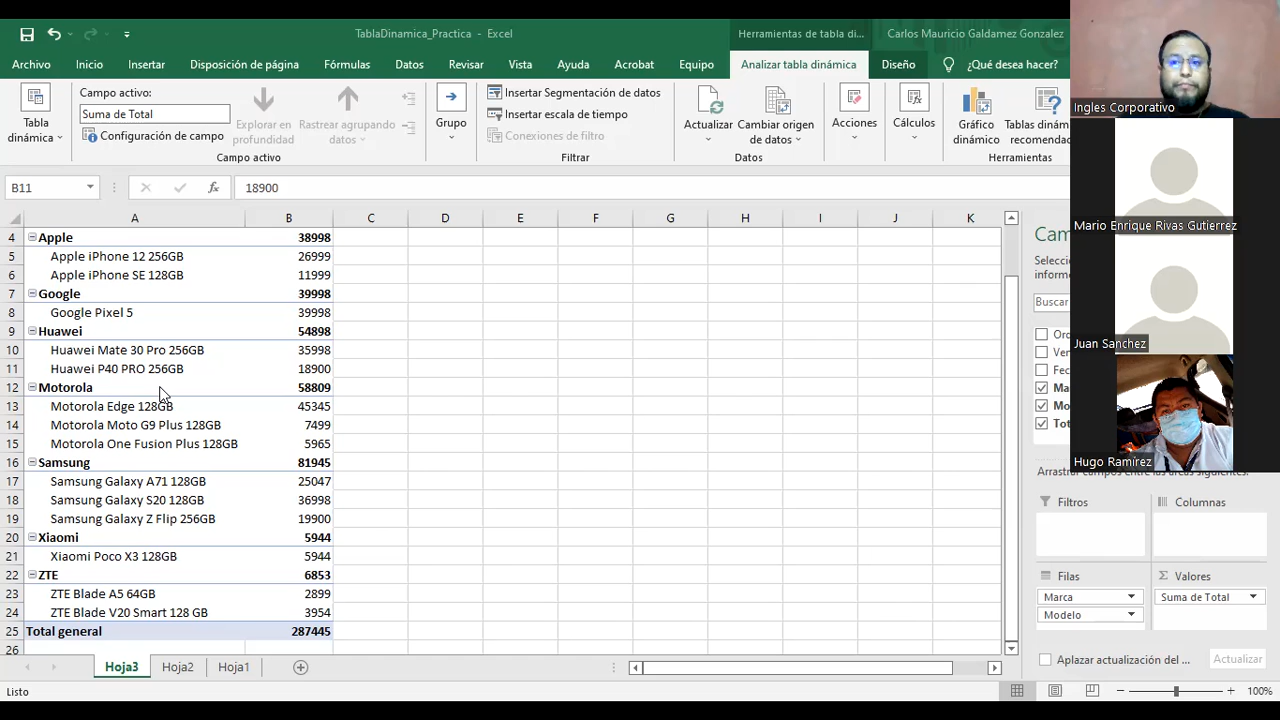 TablaDinamica_Practica - Excel
Herramientas de tabla di...
Carlos Mauricio Galdamez Gonzalez
Archivo Inicio Insertar Disposición de página Fórmulas Datos Revisar Vista Ayuda Acrobat Equipo Analizar tabla dinámica Diseño ¿Qué desea hacer?
Tabla dinámica
Campo activo:
Suma de Total
Configuración de campo
Explorar en profundidad
Rastrear agrupando datos
Campo activo
Grupo
Insertar Segmentación de datos
Insertar escala de tiempo
Conexiones de filtro
Filtrar
Actualizar
Cambiar origen de datos
Datos
Acciones
Cálculos
Gráfico dinámico
Tablas dinám
recomendad
Herramientas
B11 fx 18900
A B C D E F G H I J K
4 Apple 38998
5 Apple iPhone 12 256GB 26999
6 Apple iPhone SE 128GB 11999
7 Google 39998
8 Google Pixel 5 39998
9 Huawei 54898
10 Huawei Mate 30 Pro 256GB 35998
11 Huawei P40 PRO 256GB 18900
12 Motorola 58809
13 Motorola Edge 128GB 45345
14 Motorola Moto G9 Plus 128GB 7499
15 Motorola One Fusion Plus 128GB 5965
16 Samsung 81945
17 Samsung Galaxy A71 128GB 25047
18 Samsung Galaxy S20 128GB 36998
19 Samsung Galaxy Z Flip 256GB 19900
20 Xiaomi 5944
21 Xiaomi Poco X3 128GB 5944
22 ZTE 6853
23 ZTE Blade A5 64GB 2899
24 ZTE Blade V20 Smart 128 GB 3954
25 Total general 287445
26
Hoja3 Hoja2 Hoja1
Listo
100%
Cam
Selecci
inform
Buscar
Ord
Ven
Fec
Ma
Mo
Tot
Filtros
Columnas
Filas
Valores
Marca
Suma de Total
Modelo
Aplazar actualización del ...
Actualizar
Ingles Corporativo
Mario Enrique Rivas Gutierrez
Juan Sanchez
Hugo Ramírez